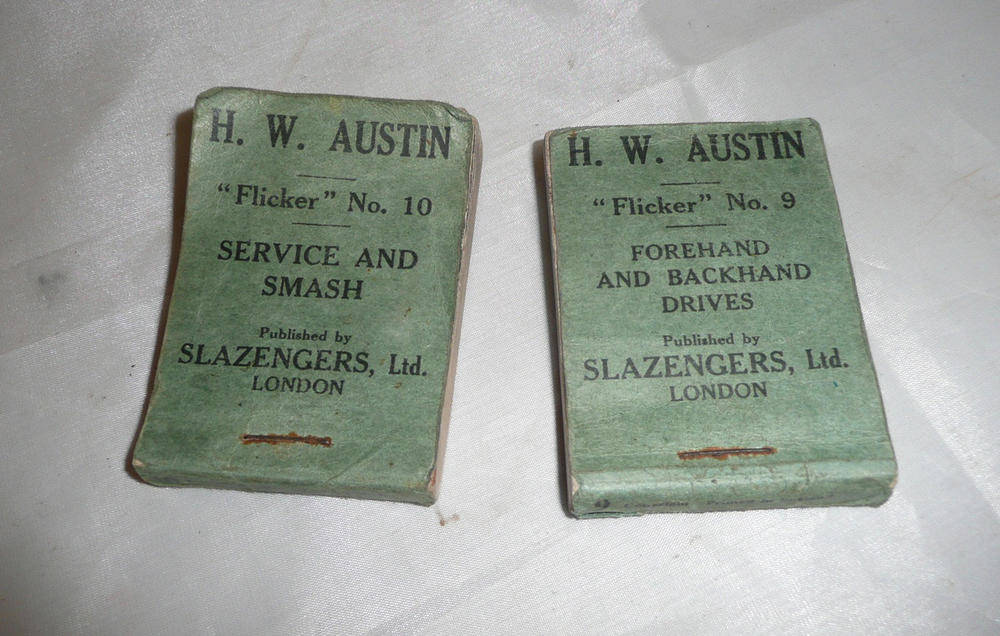 H. W. AUSTIN
"Flicker" No. 10
SERVICE AND
SMASH
Published by
SLAZENGERS, Ltd.
LONDON
H. W. AUSTIN
"Flicker" No. 9
FOREHAND
AND BACKHAND
DRIVES
Published by
SLAZENGERS, Ltd.
LONDON
9